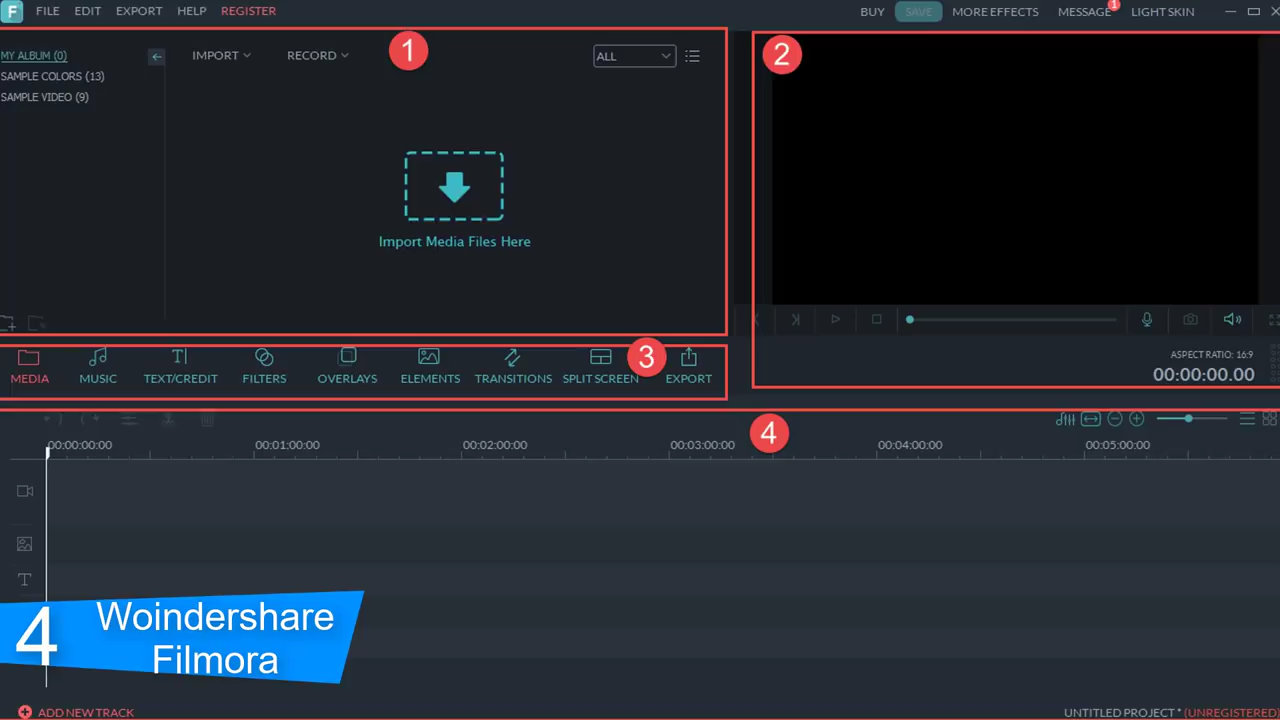 F FILE EDIT EXPORT HELP REGISTER BUY SAVE MORE EFFECTS MESSAGE 1 LIGHT SKIN
MY ALBUM (0)
SAMPLE COLORS (13)
SAMPLE VIDEO (9)
IMPORT RECORD 1 ALL
Import Media Files Here
2
ASPECT RATIO: 16:9
00:00:00.00
MEDIA MUSIC TEXT/CREDIT FILTERS OVERLAYS ELEMENTS TRANSITIONS SPLIT SCREEN 3 EXPORT
4
00:00:00:00 00:01:00:00 00:02:00:00 00:03:00:00 00:04:00:00 00:05:00:00
T
4 Woindershare
Filmora
ADD NEW TRACK UNTITLED PROJECT * (UNREGISTERED)